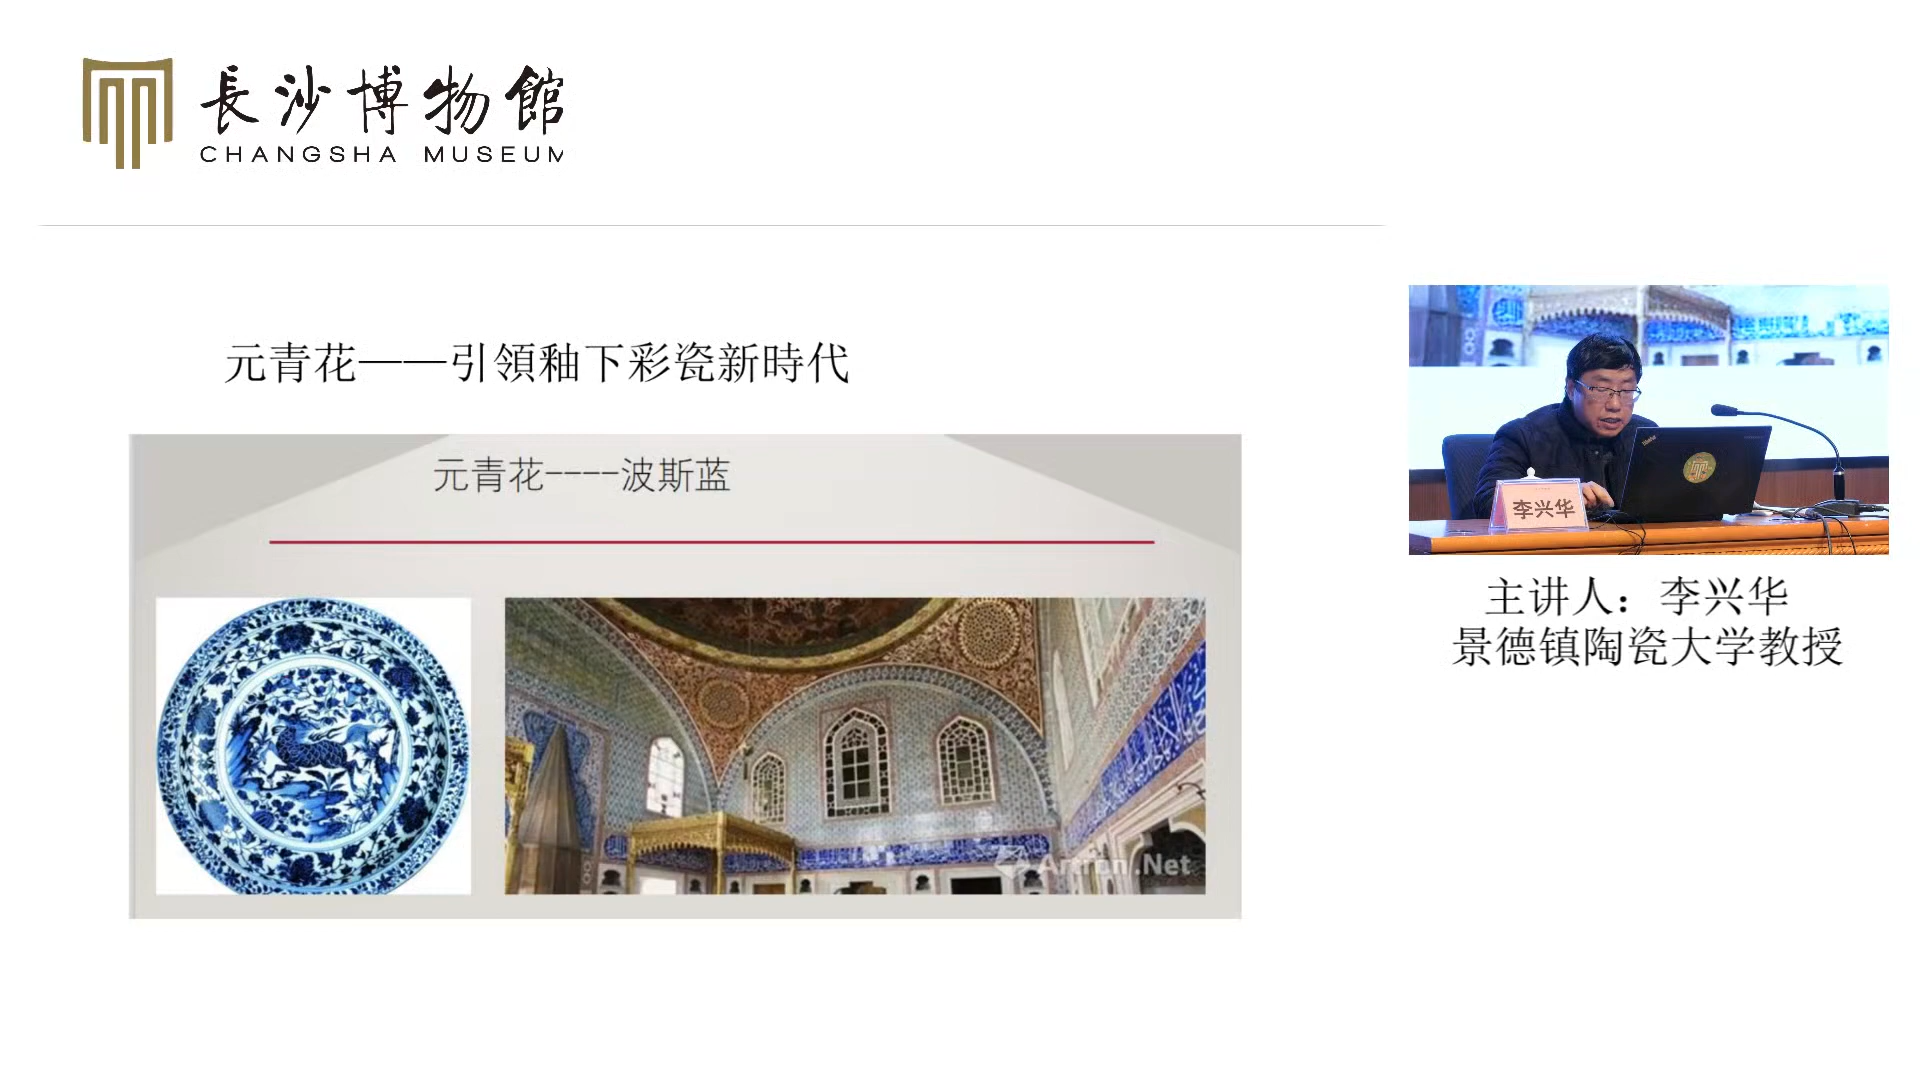 長沙博物館
CHANGSHA MUSEUM
元青花——引領釉下彩瓷新時代
元青花----波斯蓝
Artron.Net
李兴华
主讲人：李兴华
景德镇陶瓷大学教授